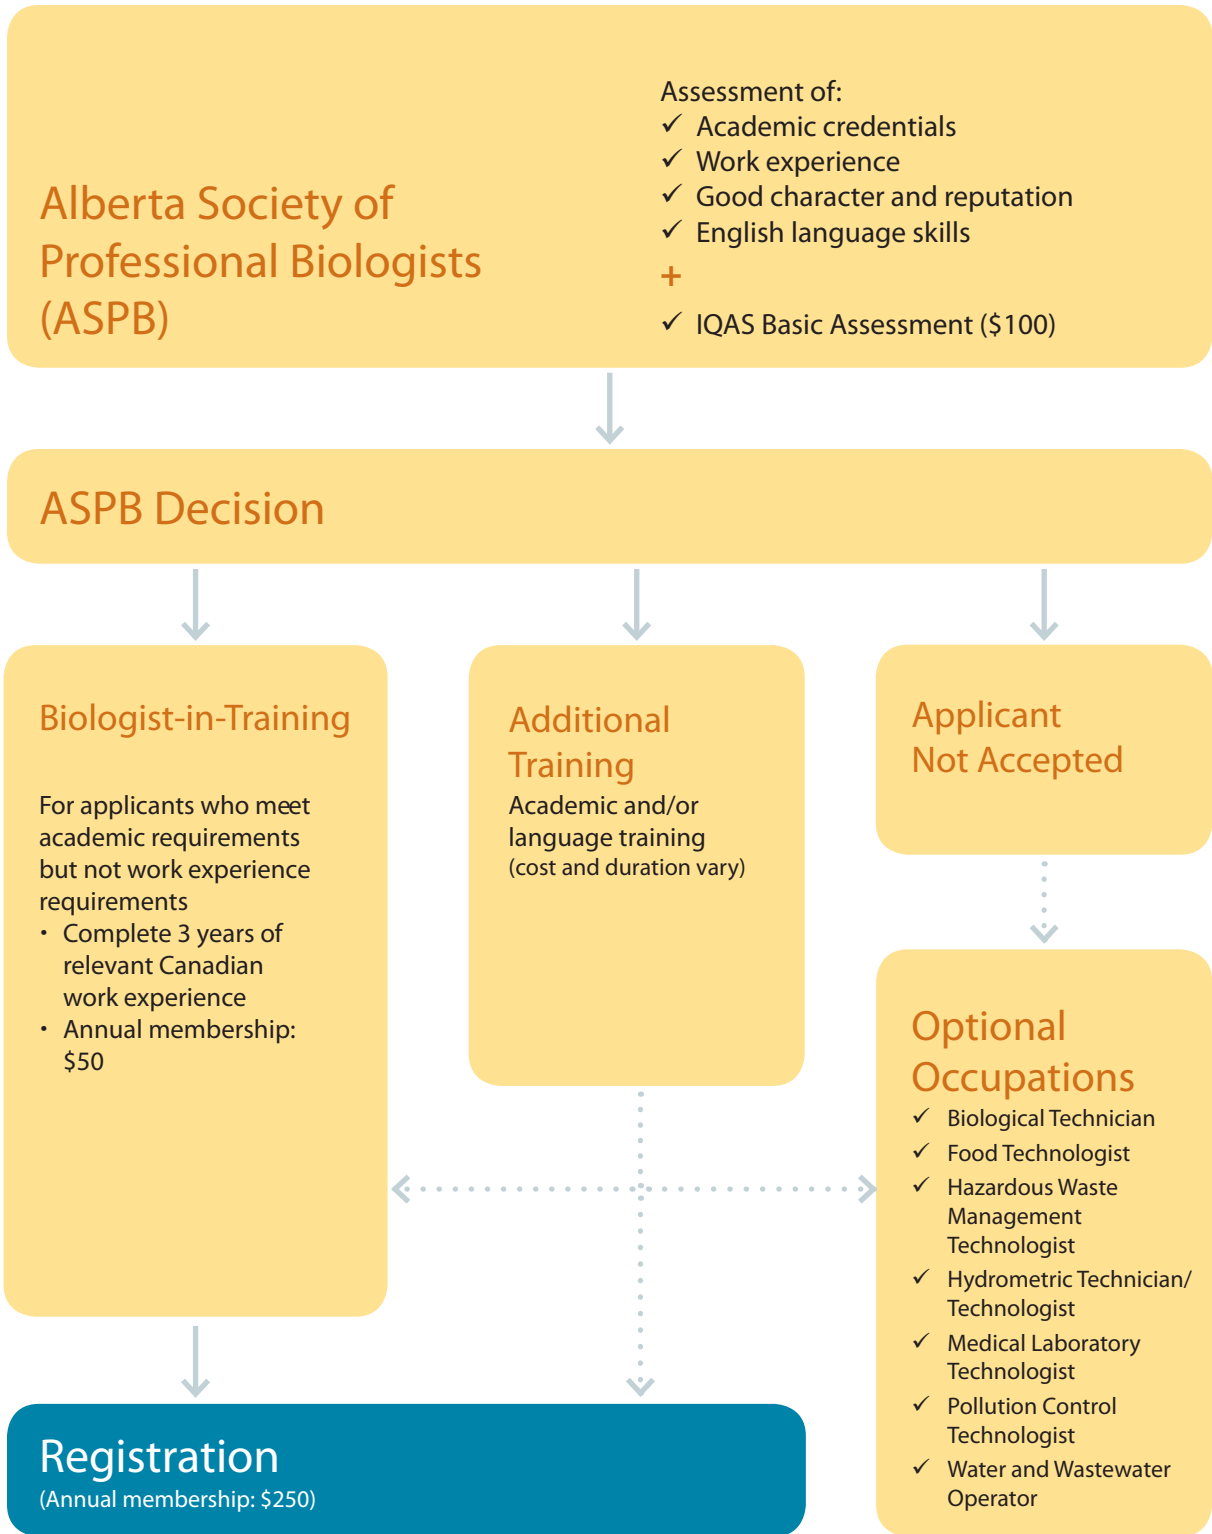 Alberta Society of
Professional Biologists
(ASPB)
Assessment of:
✓ Academic credentials
✓ Work experience
✓ Good character and reputation
✓ English language skills
+
✓ IQAS Basic Assessment ($100)
ASPB Decision
Biologist-in-Training
For applicants who meet
academic requirements
but not work experience
requirements
• Complete 3 years of
relevant Canadian
work experience
• Annual membership:
$50
Additional
Training
Academic and/or
language training
(cost and duration vary)
Applicant
Not Accepted
Optional
Occupations
✓ Biological Technician
✓ Food Technologist
✓ Hazardous Waste
Management
Technologist
✓ Hydrometric Technician/
Technologist
✓ Medical Laboratory
Technologist
✓ Pollution Control
Technologist
✓ Water and Wastewater
Operator
Registration
(Annual membership: $250)